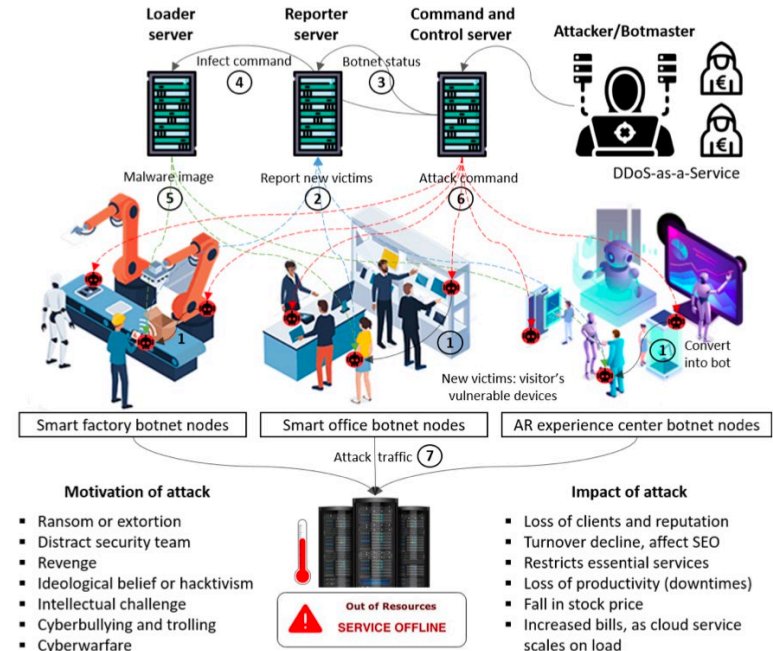 Loader
server
Reporter
server
Command and
Control server
Attacker/Botmaster
Infect command
4
Botnet status
3
DDoS-as-a-Service
Malware image
5
Report new victims
2
Attack command
6
1
1
1
Convert
into bot
New victims: visitor's
vulnerable devices
Smart factory botnet nodes
Smart office botnet nodes
AR experience center botnet nodes
Attack traffic 7
Motivation of attack
▪ Ransom or extortion
▪ Distract security team
▪ Revenge
▪ Ideological belief or hacktivism
▪ Intellectual challenge
▪ Cyberbullying and trolling
▪ Cyberwarfare
Out of Resources
SERVICE OFFLINE
Impact of attack
▪ Loss of clients and reputation
▪ Turnover decline, affect SEO
▪ Restricts essential services
▪ Loss of productivity (downtimes)
▪ Fall in stock price
▪ Increased bills, as cloud service
scales on load